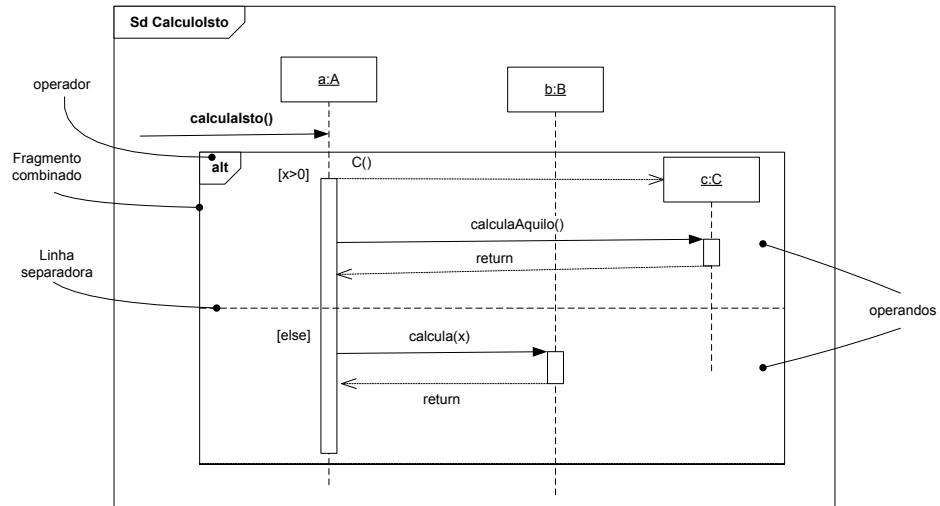 Sd CalculoIsto
a:A
b:B
operador
calculaIsto()
Fragmento
combinado
alt
C()
[x>0]
c:C
calculaAquilo()
return
Linha
separadora
operandos
[else]
calcula(x)
return